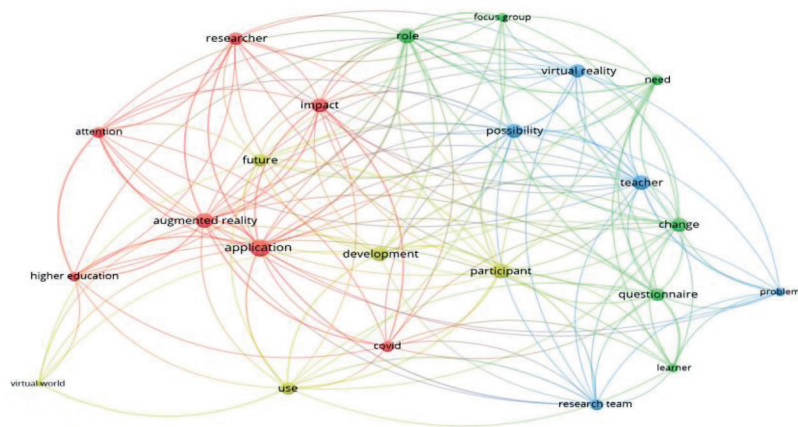 focus group
role
researcher
virtual reality
need
impact
possibility
attention
future
teacher
augmented reality
change
application
development
participant
higher education
problem
questionnaire
covid
learner
virtual world
use
research team